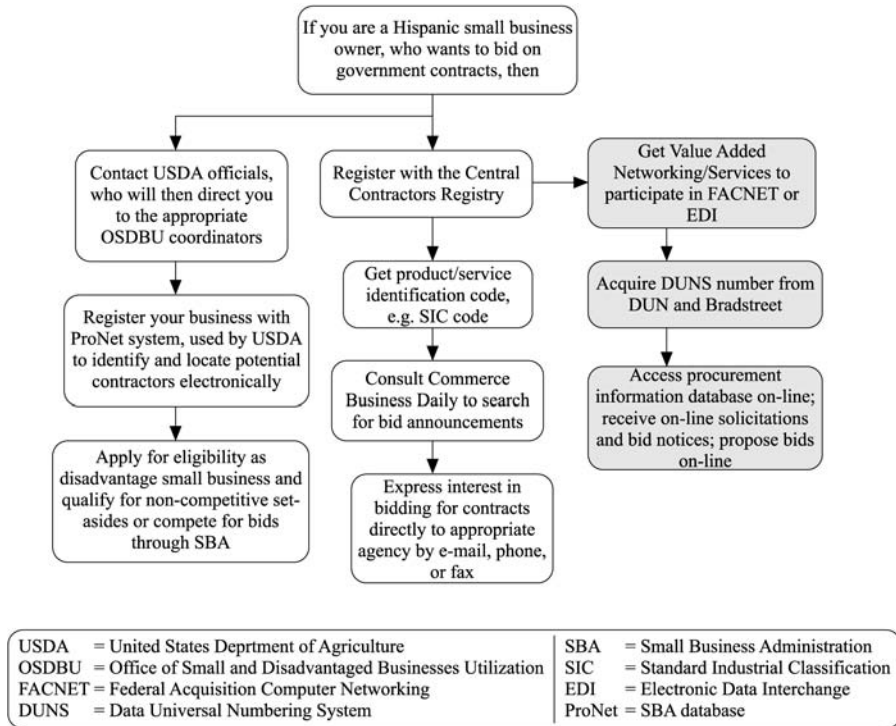 If you are a Hispanic small business
owner, who wants to bid on
government contracts, then
Contact USDA officials,
who will then direct you
to the appropriate
OSDBU coordinators
Register your business with
ProNet system, used by USDA
to identify and locate potential
contractors electronically
Apply for eligibility as
disadvantage small business and
qualify for non-competitive set-
asides or compete for bids
through SBA
Register with the Central
Contractors Registry
Get product/service
identification code,
e.g. SIC code
Consult Commerce
Business Daily to search
for bid announcements
Express interest in
bidding for contracts
directly to appropriate
agency by e-mail, phone,
or fax
Get Value Added
Networking/Services to
participate in FACNET or
EDI
Acquire DUNS number from
DUN and Bradstreet
Access procurement
information database on-line;
receive on-line solicitations
and bid notices; propose bids
on-line
USDA = United States Deprtment of Agriculture
OSDBU = Office of Small and Disadvantaged Businesses Utilization
FACNET = Federal Acquisition Computer Networking
DUNS = Data Universal Numbering System
SBA = Small Business Administration
SIC = Standard Industrial Classification
EDI = Electronic Data Interchange
ProNet = SBA database